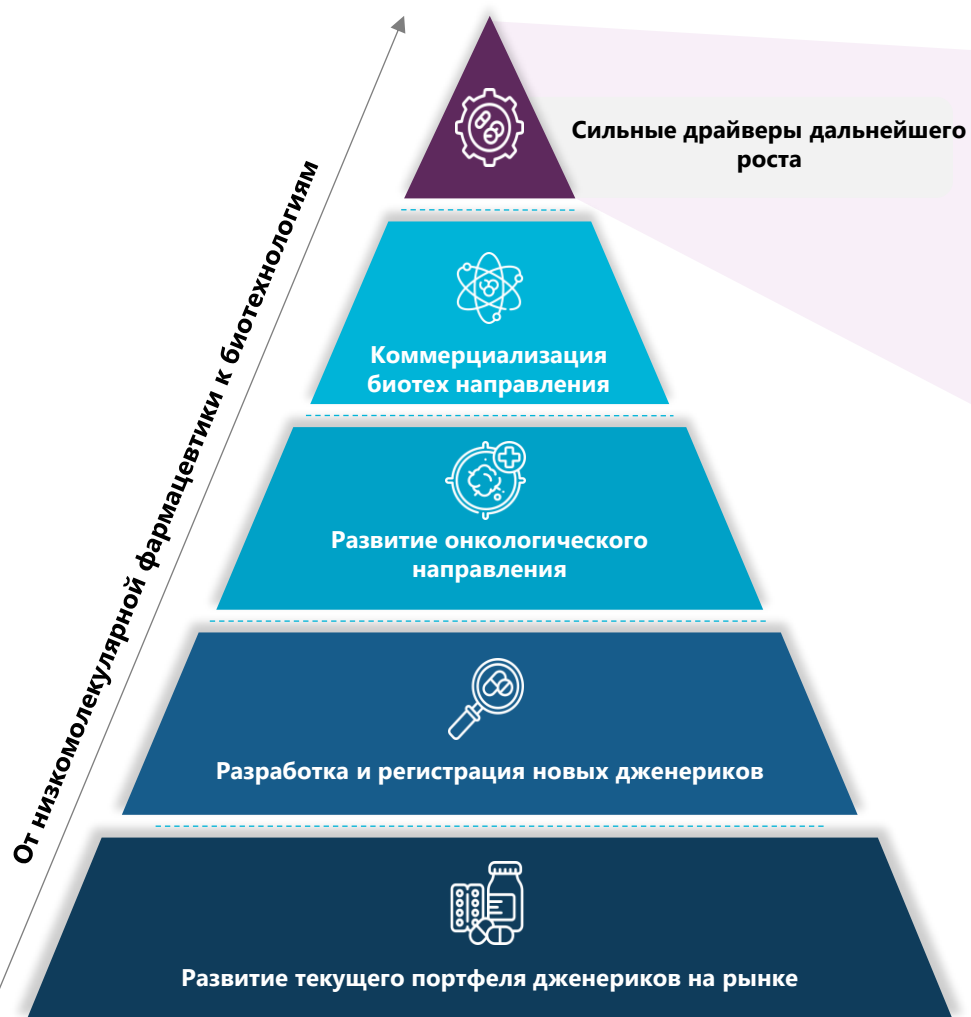 Сильные драйверы дальнейшего
роста
От низкомолекулярной фармацевтики к биотехнологиям
Коммерциализация
биотех направления
Развитие онкологического
направления
Разработка и регистрация новых дженериков
Развитие текущего портфеля дженериков на рынке